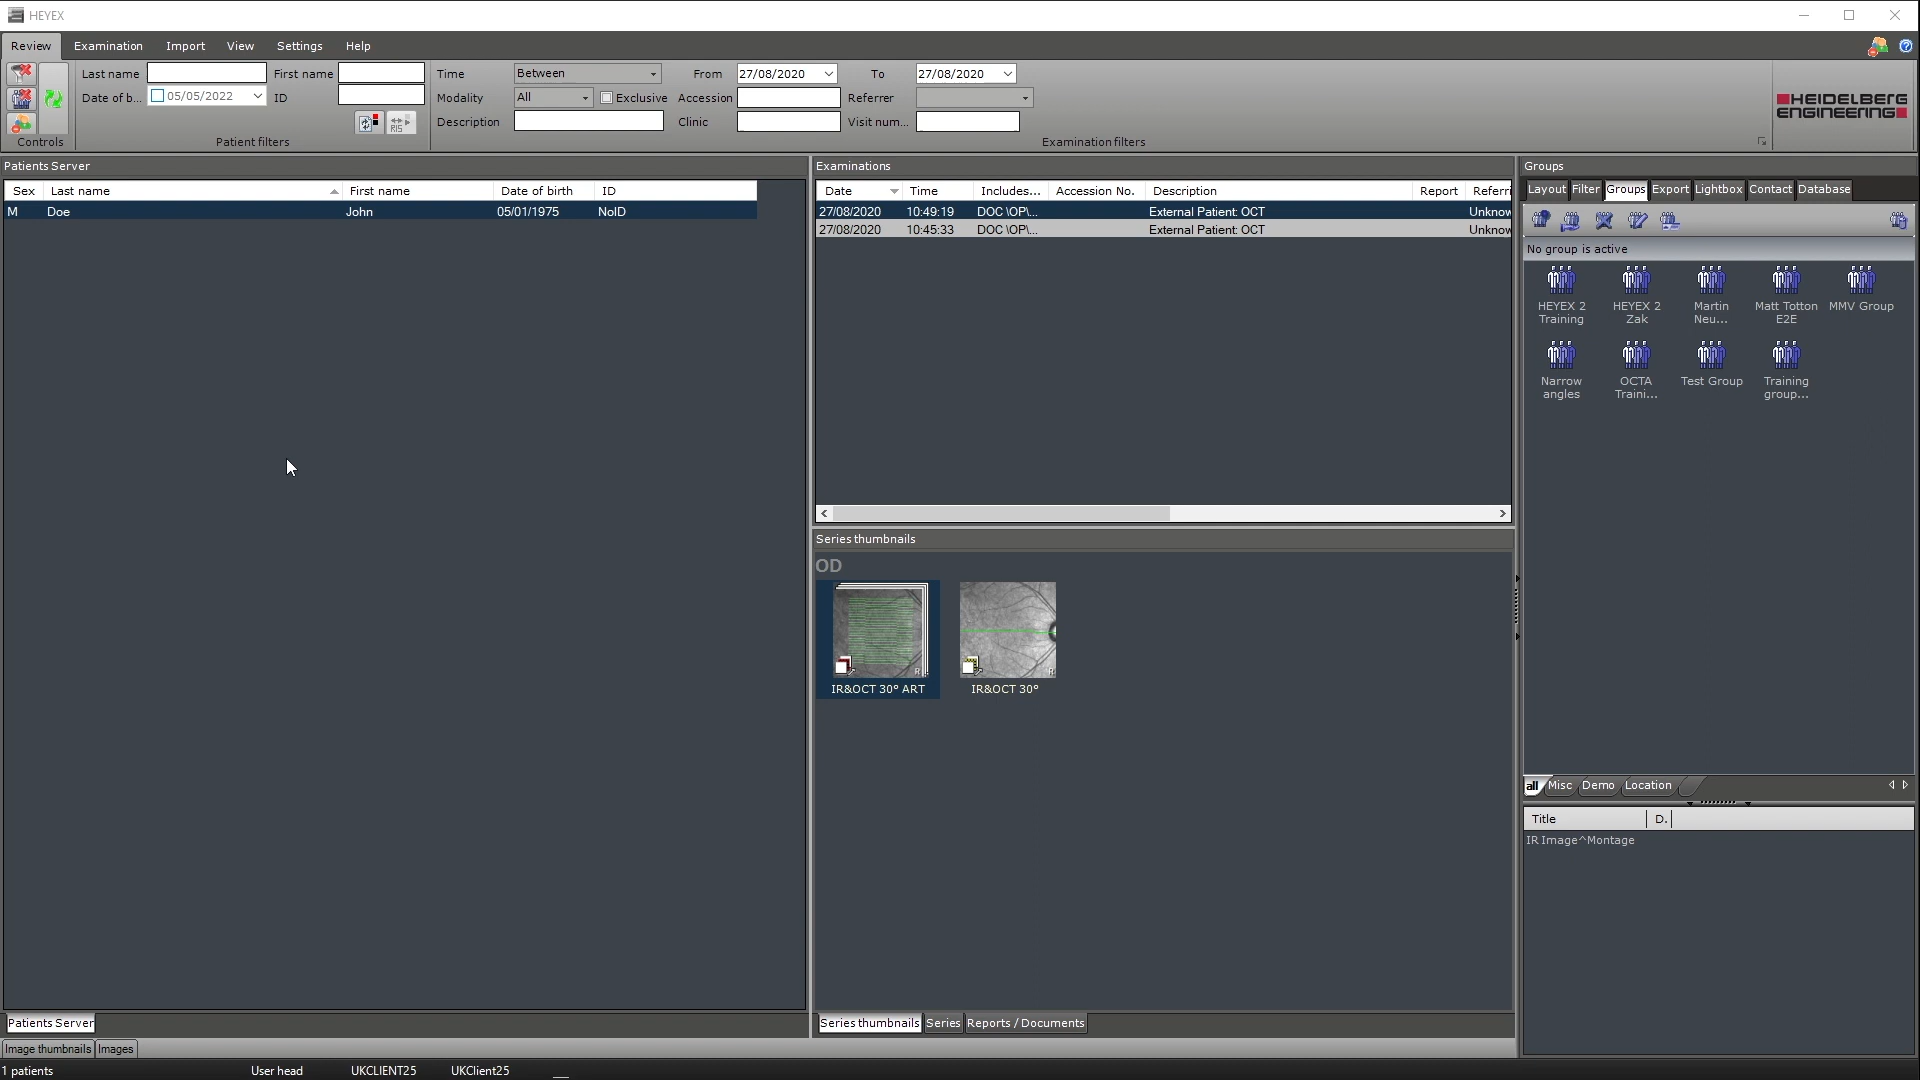 HEYEX
Review Examination Import View Settings Help
Last name First name Time Between From 27/08/2020 To 27/08/2020
Date of b... 05/05/2022 ID Modality All Exclusive Accession Referrer
RIS Description Clinic Visit num...
Controls Patient filters Examination filters
HEIDELBERG
ENGINEERING
Patients Server
Sex Last name First name Date of birth ID
M Doe John 05/01/1975 NoID
Patients Server
Examinations
Date Time Includes... Accession No. Description Report Referri
27/08/2020 10:49:19 DOC \OP\... External Patient: OCT Unknow
27/08/2020 10:45:33 DOC \OP\... External Patient: OCT Unknow
Series thumbnails
OD
IR&OCT 30° ART IR&OCT 30°
Series thumbnails Series Reports / Documents
Groups
Layout Filter Groups Export Lightbox Contact Database
No group is active
HEYEX 2 Training
HEYEX 2 Zak
Martin Neu...
Matt Totton E2E
MMV Group
Narrow angles
OCTA Traini...
Test Group
Training group...
all Misc Demo Location
Title D.
IR Image^Montage
Image thumbnails Images
1 patients User head UKCLIENT25 UKClient25